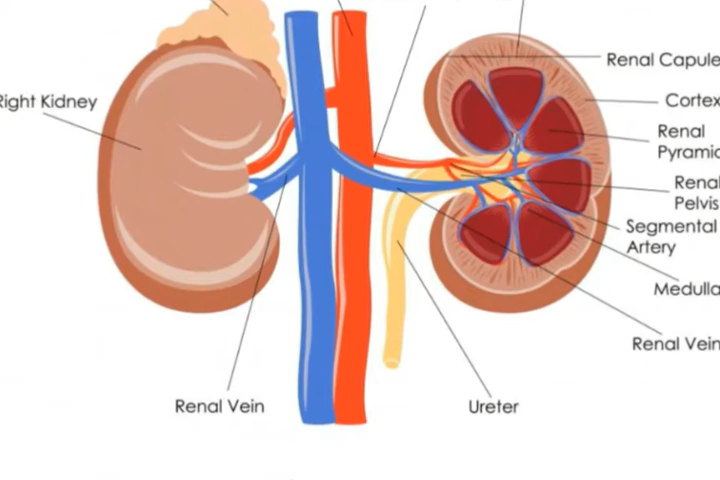 Renal Capule
Right Kidney
Cortex
Renal
Pyramid
Renal
Pelvis
Segmental
Artery
Medulla
Renal Vein
Renal Vein
Ureter